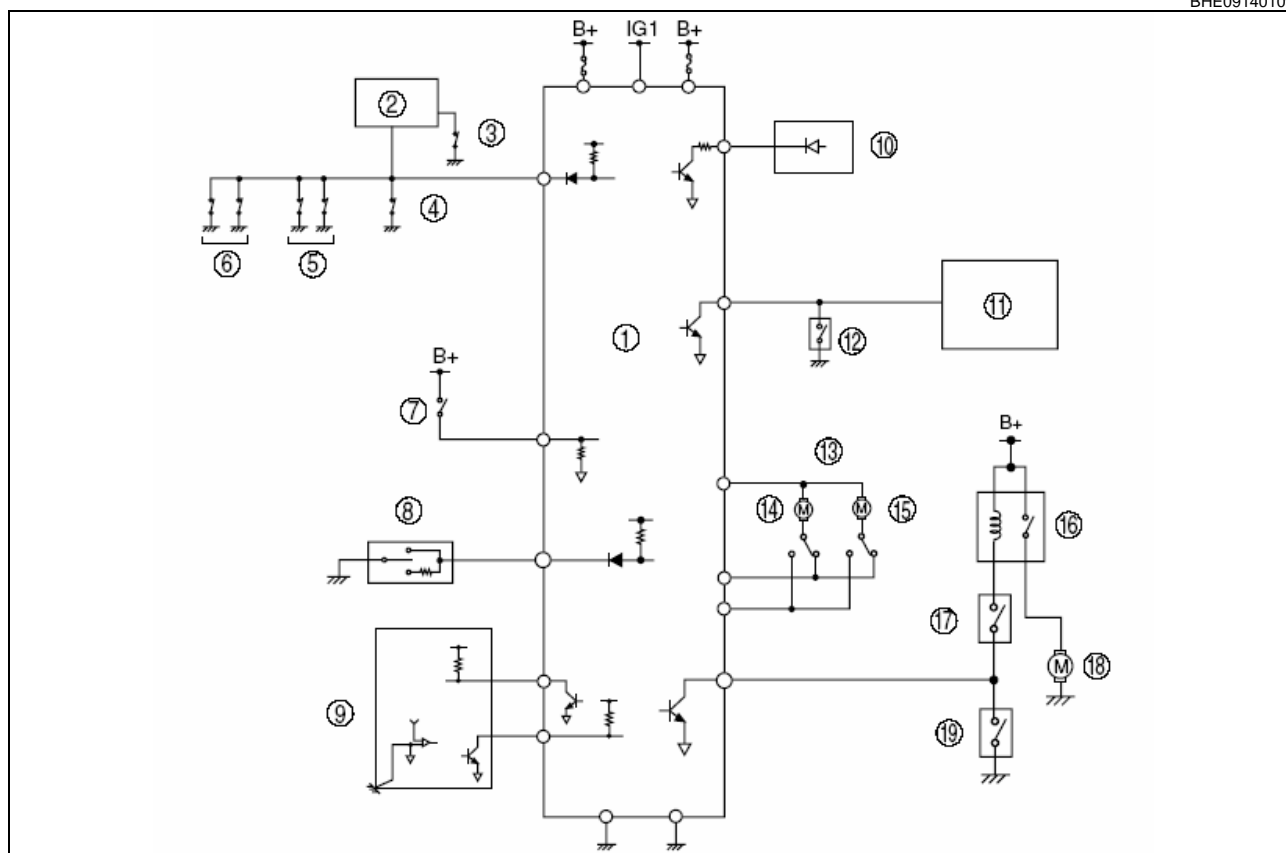 BHE0914010
B+ IG1 B+
②
③
⑩
④
⑥ ⑤
⑪
① ⑫
B+
⑦
B+
⑬
⑧ ⑭ M M ⑮
⑯
⑰
⑨ M ⑱
⑲